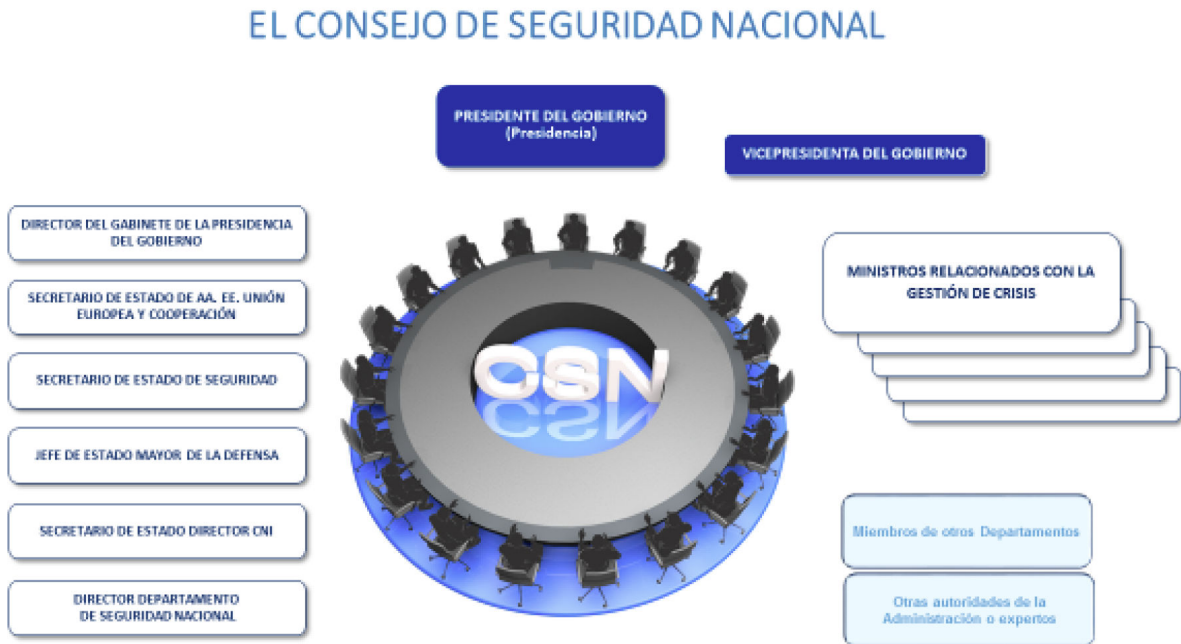 EL CONSEJO DE SEGURIDAD NACIONAL
PRESIDENTE DEL GOBIERNO
(Presidencia)
VICEPRESIDENTA DEL GOBIERNO
DIRECTOR DEL GABINETE DE LA PRESIDENCIA
DEL GOBIERNO
SECRETARIO DE ESTADO DE AA. EE. UNIÓN
EUROPEA Y COOPERACIÓN
SECRETARIO DE ESTADO DE SEGURIDAD
JEFE DE ESTADO MAYOR DE LA DEFENSA
SECRETARIO DE ESTADO DIRECTOR CNI
DIRECTOR DEPARTAMENTO
DE SEGURIDAD NACIONAL
CSN
MINISTROS RELACIONADOS CON LA
GESTIÓN DE CRISIS
Miembros de otros Departamentos
Otras autoridades de la
Administración o expertos